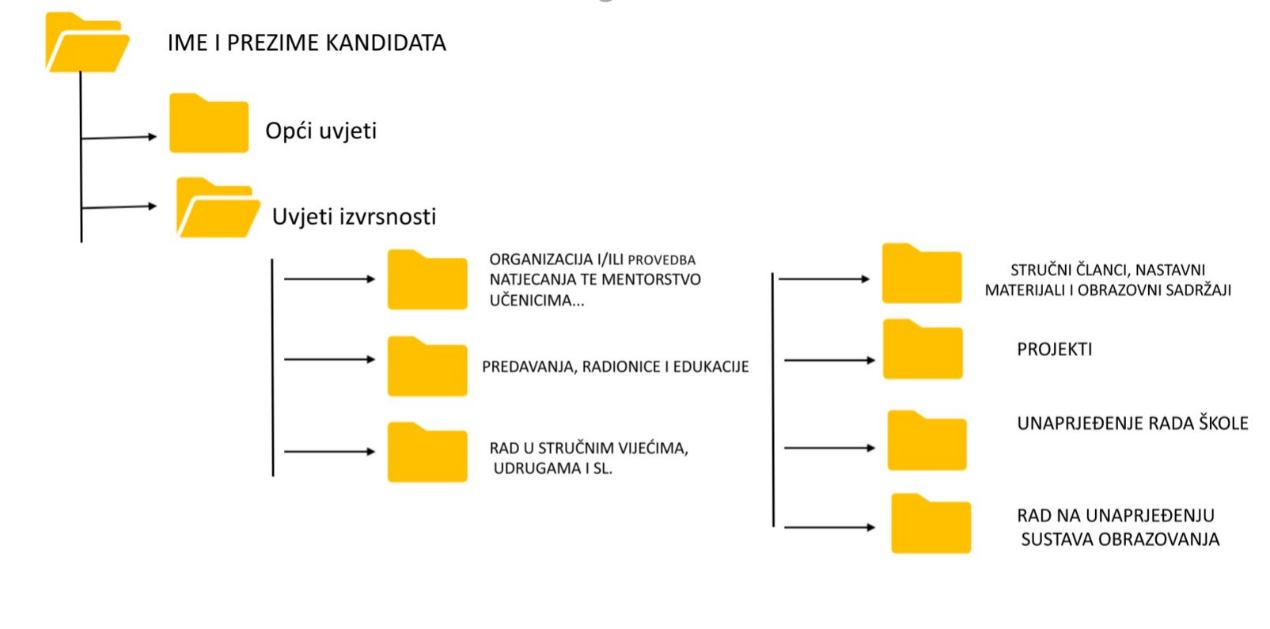 IME I PREZIME KANDIDATA
Opći uvjeti
Uvjeti izvrsnosti
ORGANIZACIJA I/ILI PROVEDBA
NATJECANJA TE MENTORSTVO
UČENICIMA...
PREDAVANJA, RADIONICE I EDUKACIJE
RAD U STRUČNIM VIJEĆIMA,
UDRUGAMA I SL.
STRUČNI ČLANCI, NASTAVNI
MATERIJALI I OBRAZOVNI SADRŽAJI
PROJEKTI
UNAPRJEĐENJE RADA ŠKOLE
RAD NA UNAPRJEĐENJU
SUSTAVA OBRAZOVANJA